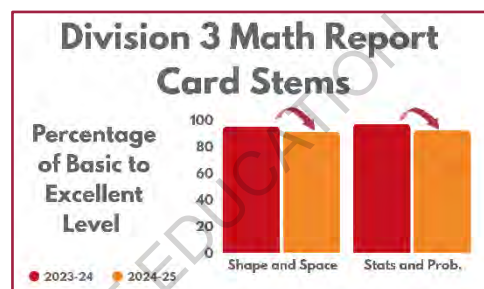 Division 3 Math Report
Card Stems
Percentage
of Basic to
Excellent
Level
100
80
60
40
20
0
Shape and Space
Stats and Prob.
2023-24
2024-25
EDUCATION